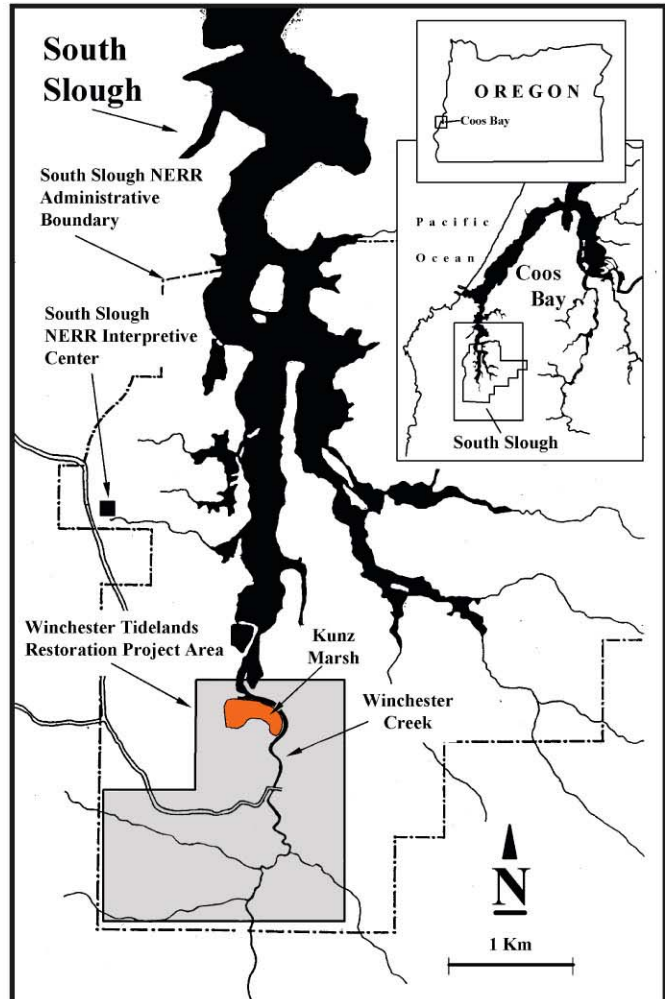 South
Slough
South Slough NERR
Administrative
Boundary
South Slough
NERR Interpretive
Center
OREGON
Coos Bay
Pacific
Ocean
Coos
Bay
South Slough
Winchester Tidelands
Restoration Project Area
Kunz
Marsh
Winchester
Creek
N
1 Km